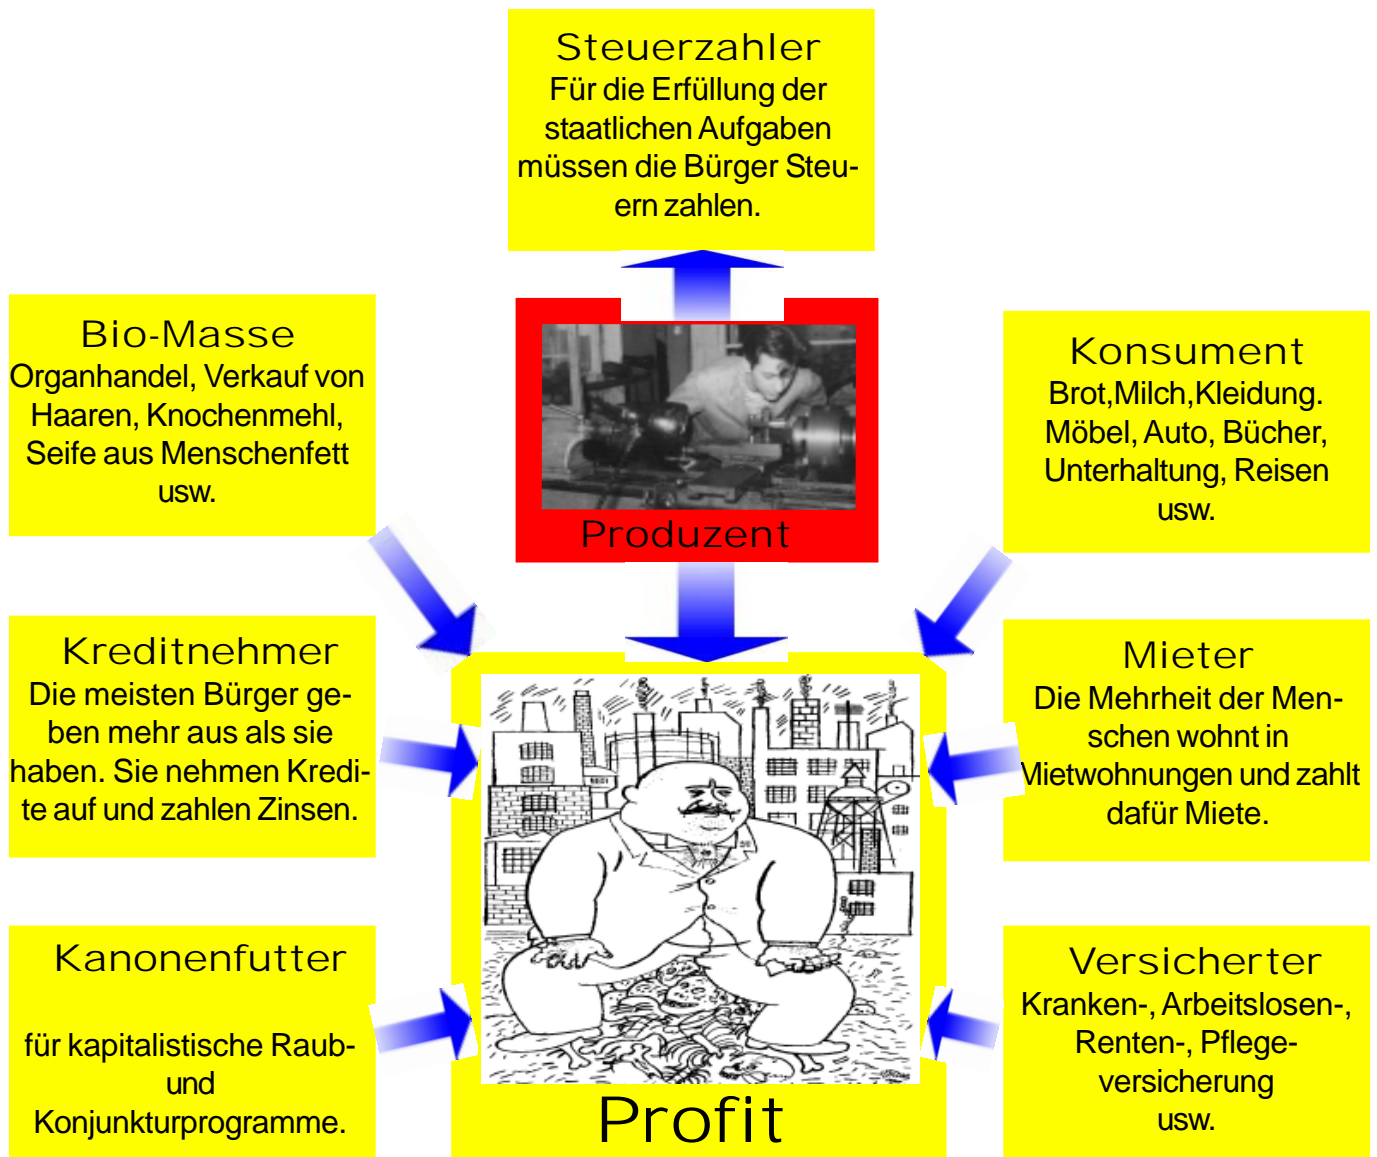 Steuerzahler
Für die Erfüllung der
staatlichen Aufgaben
müssen die Bürger Steu-
ern zahlen.
Bio-Masse
Organhandel, Verkauf von
Haaren, Knochenmehl,
Seife aus Menschenfett
usw.
Produzent
Konsument
Brot,Milch,Kleidung.
Möbel, Auto, Bücher,
Unterhaltung, Reisen
usw.
Kreditnehmer
Die meisten Bürger ge-
ben mehr aus als sie
haben. Sie nehmen Kredi-
te auf und zahlen Zinsen.
Mieter
Die Mehrheit der Men-
schen wohnt in
Mietwohnungen und zahlt
dafür Miete.
Kanonenfutter
für kapitalistische Raub-
und
Konjunkturprogramme.
Versicherter
Kranken-, Arbeitslosen-,
Renten-, Pflege-
versicherung
usw.
Profit